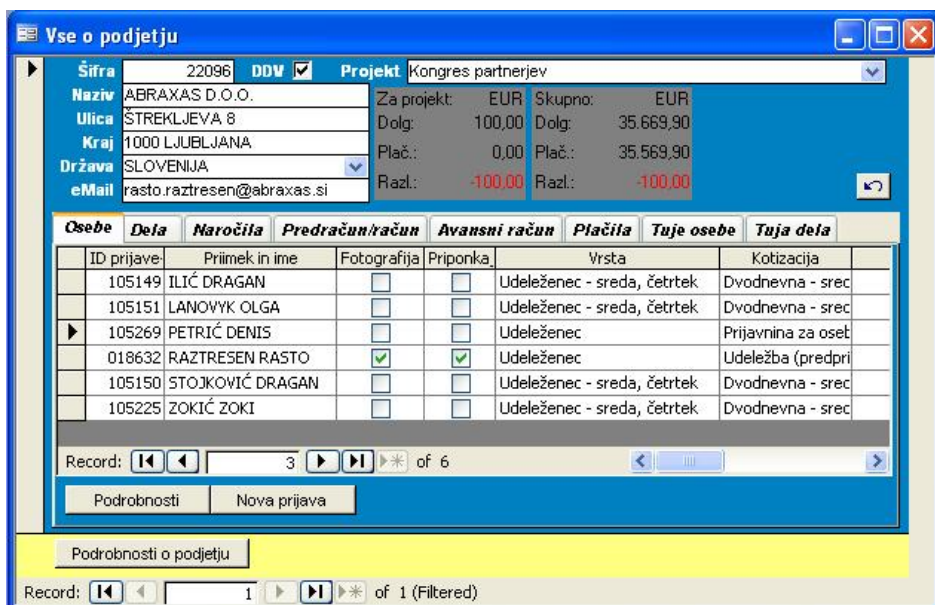 Vse o podjetju
Šifra 22096 DDV Projekt Kongres partnerjev
Naziv ABRAXAS D.O.O.
Ulica ŠTREKLJEVA 8
Kraj 1000 LJUBLJANA
Država SLOVENIJA
eMail rasto.raztresen@abraxas.si
Za projekt: EUR Skupno: EUR
Dolg: 100,00 Dolg: 35.669,90
Plač.: 0,00 Plač.: 35.569,90
Razl.: -100,00 Razl.: -100,00
Osebe Dela Naročila Predračun/račun Avansni račun Plačila Tuje osebe Tuja dela
ID prijave- Priimek in ime Fotografija Priponka_ Vrsta Kotizacija
105149 ILIĆ DRAGAN Udeleženec - sreda, četrtek Dvodnevna - srec
105151 LANOVYK OLGA Udeleženec - sreda, četrtek Dvodnevna - srec
105269 PETRIĆ DENIS Udeleženec Prijavnina za oseb
018632 RAZTRESEN RASTO Udeleženec Udeležba (predpri
105150 STOJKOVIĆ DRAGAN Udeleženec - sreda, četrtek Dvodnevna - srec
105225 ZOKIĆ ZOKI Udeleženec - sreda, četrtek Dvodnevna - srec
Record: 3 of 6
Podrobnosti Nova prijava
Podrobnosti o podjetju
Record: 1 of 1 (Filtered)